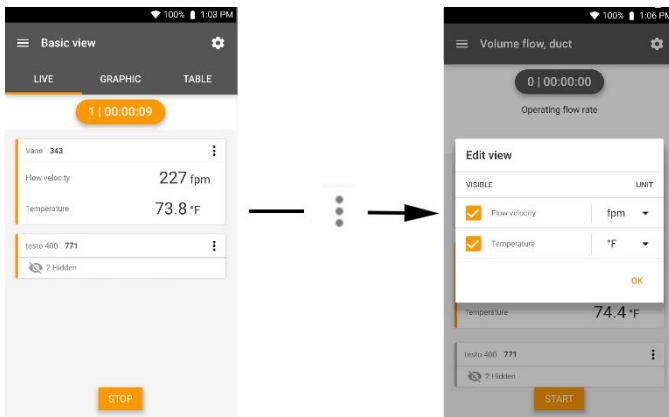 100% 1:03 PM
Basic view
LIVE GRAPHIC TABLE
1 | 00:00:09
Vane 343
Flow velocity 227 fpm
Temperature 73.8 °F
testo 400 771
2 Hidden
STOP
100% 1:06 PM
Volume flow, duct
0 | 00:00:00
Operating flow rate
Edit view
VISIBLE UNIT
Flow velocity fpm
Temperature °F
OK
Temperature 74.4 °F
testo 400 771
2 Hidden
START